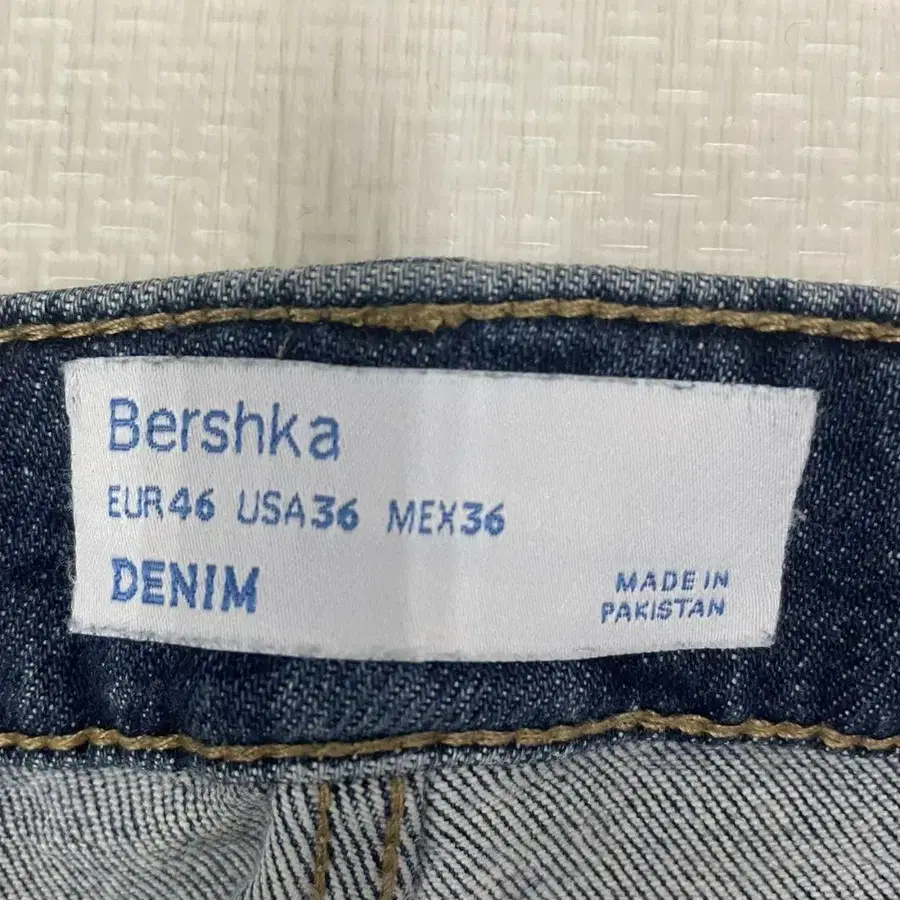 Bershka
EUR46 USA36 MEX36
DENIM
MADE IN
PAKISTAN